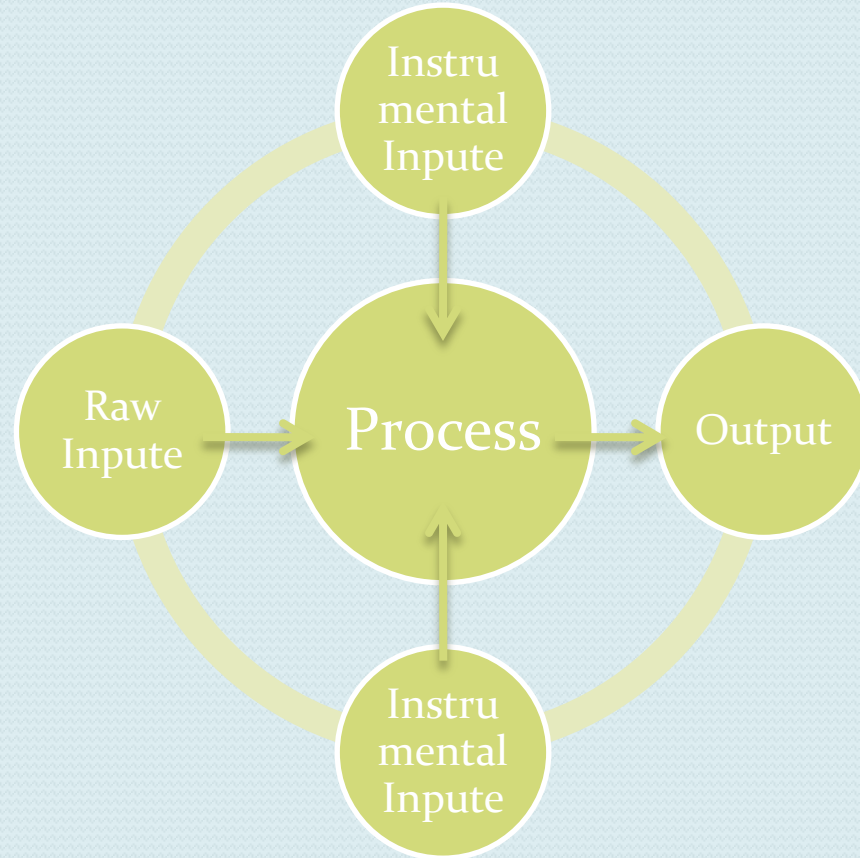 Instru
mental
Inpute
Raw
Inpute
Process
Output
Instru
mental
Inpute